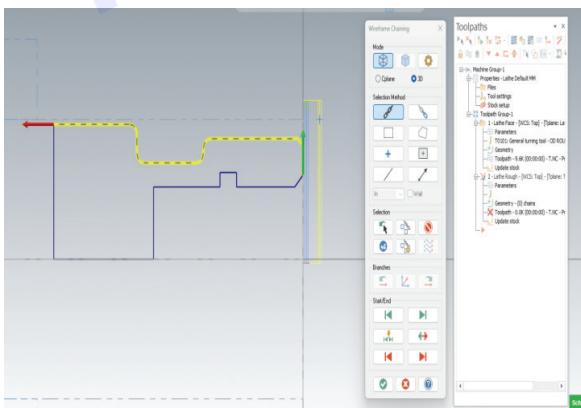 Wireframe Chaining
Mode
Cplane
3D
Selection Method
In
Wall
Selection
Branches
Start/End
Toolpaths
Machine Group-1
Properties - Lathe Default MM
Files
Tool settings
Stock setup
Toolpath Group-1
1 - Lathe Face - [WCS: Top] - [Tplane: La
Parameters
T0101: General turning tool - OD ROU
Geometry
Toolpath - 9.6K (00:00:00) - T.NC - Pr
Update stock
2 - Lathe Rough - [WCS: Top] - [Tplane: T
Parameters
Geometry - (0) chains
Toolpath - 0.0K (00:00:00) - T.NC - Pr
Update stock